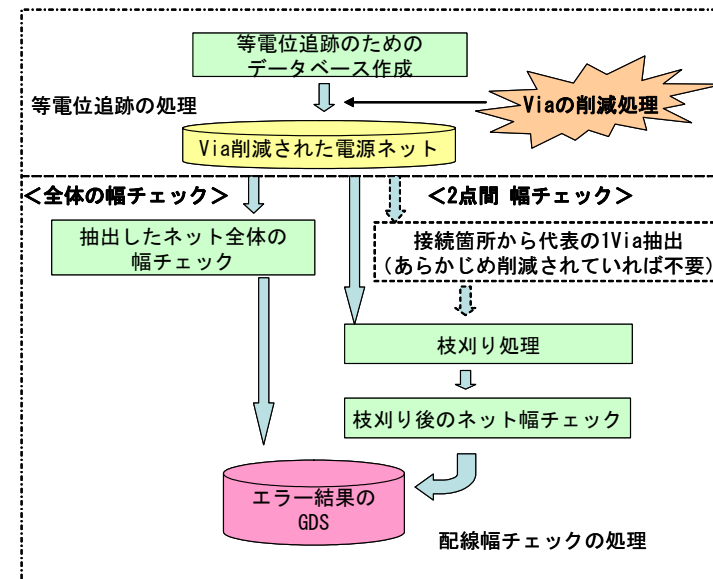 等電位追跡のための
データベース作成
等電位追跡の処理
Viaの削減処理
Via削減された電源ネット
＜全体の幅チェック＞
＜2点間 幅チェック＞
抽出したネット全体の
幅チェック
接続箇所から代表の1Via抽出
（あらかじめ削減されていれば不要）
枝刈り処理
枝刈り後のネット幅チェック
エラー結果の
GDS
配線幅チェックの処理